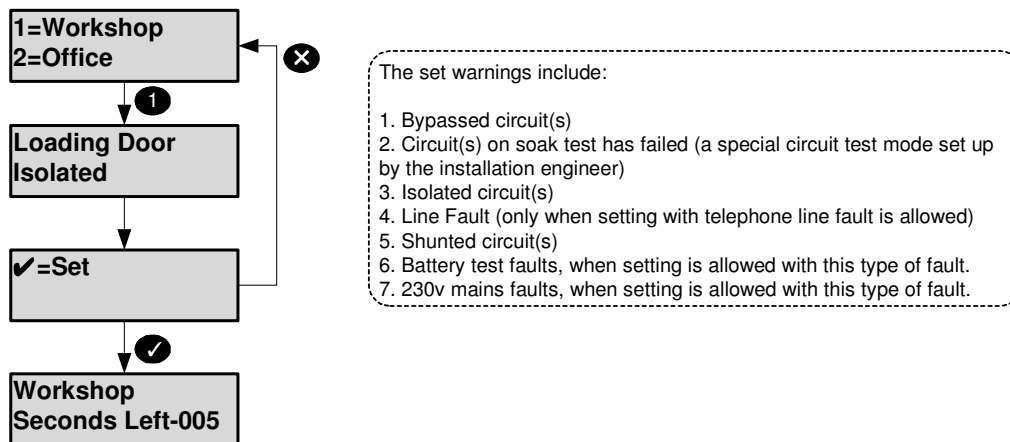 1=Workshop
2=Office
✕
1
Loading Door
Isolated
✔=Set
✓
Workshop
Seconds Left-005
The set warnings include:
1. Bypassed circuit(s)
2. Circuit(s) on soak test has failed (a special circuit test mode set up
by the installation engineer)
3. Isolated circuit(s)
4. Line Fault (only when setting with telephone line fault is allowed)
5. Shunted circuit(s)
6. Battery test faults, when setting is allowed with this type of fault.
7. 230v mains faults, when setting is allowed with this type of fault.